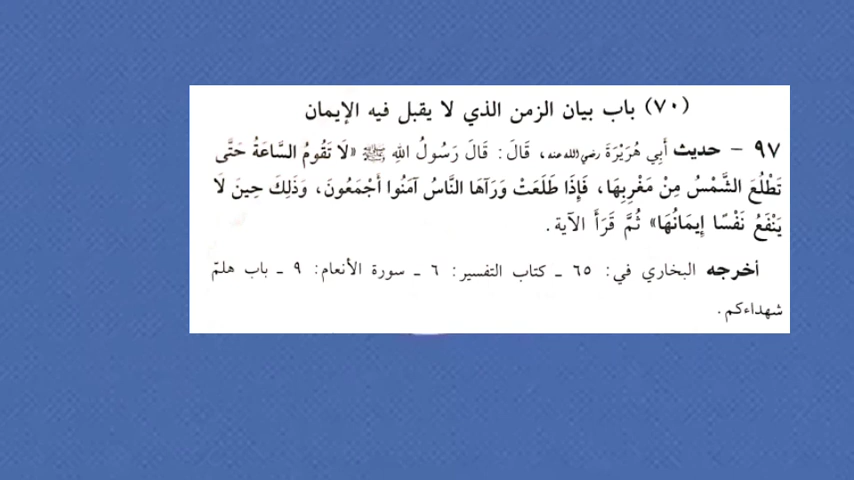 (٧٠) باب بيان الزمن الذي لا يقبل فيه الإيمان
٩٧ – حديث أَبِي هُرَيْرَةَ رضي الله عنه، قَالَ: قَالَ رَسُولُ اللهِ ﷺ «لَا تَقُومُ السَّاعَةُ حَتَّى
تَطْلُعَ الشَّمْسُ مِنْ مَغْرِبِهَا، فَإِذَا طَلَعَتْ وَرَآهَا النَّاسُ آمَنُوا أَجْمَعُونَ، وَذَلِكَ حِينَ لَا
يَنْفَعُ نَفْسًا إِيمَانُهَا» ثُمَّ قَرَأَ الآية.
أخرجه البخاري في: ٦٥ ـ كتاب التفسير: ٦ ـ سورة الأنعام: ٩ ـ باب هلمّ
شهداءكم.